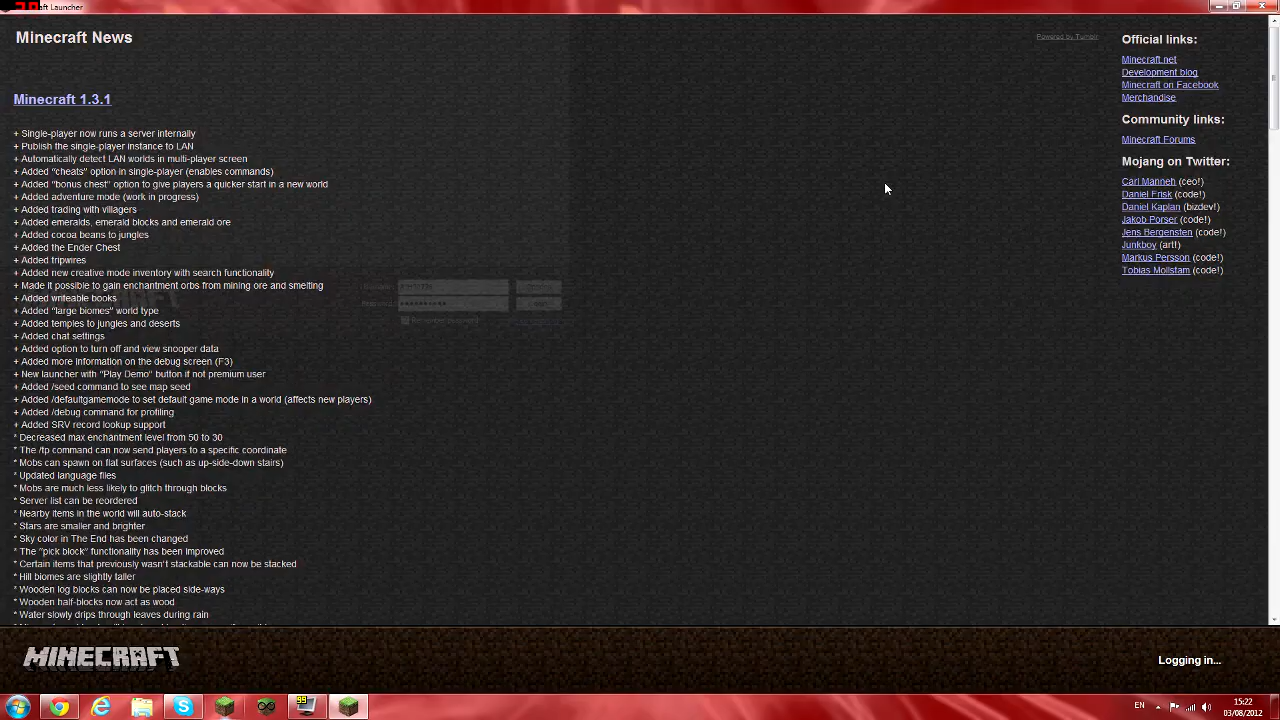 aft Launcher
Minecraft News
Powered by Tumblr
Minecraft 1.3.1
+ Single-player now runs a server internally
+ Publish the single-player instance to LAN
+ Automatically detect LAN worlds in multi-player screen
+ Added "cheats" option in single-player (enables commands)
+ Added "bonus chest" option to give players a quicker start in a new world
+ Added adventure mode (work in progress)
+ Added trading with villagers
+ Added emeralds, emerald blocks and emerald ore
+ Added cocoa beans to jungles
+ Added the Ender Chest
+ Added tripwires
+ Added new creative mode inventory with search functionality
+ Made it possible to gain enchantment orbs from mining ore and smelting
+ Added writeable books
+ Added "large biomes" world type
+ Added temples to jungles and deserts
+ Added chat settings
+ Added option to turn off and view snooper data
+ Added more information on the debug screen (F3)
+ New launcher with "Play Demo" button if not premium user
+ Added /seed command to see map seed
+ Added /defaultgamemode to set default game mode in a world (affects new players)
+ Added /debug command for profiling
+ Added SRV record lookup support
* Decreased max enchantment level from 50 to 30
* The /tp command can now send players to a specific coordinate
* Mobs can spawn on flat surfaces (such as up-side-down stairs)
* Updated language files
* Mobs are much less likely to glitch through blocks
* Server list can be reordered
* Nearby items in the world will auto-stack
* Stars are smaller and brighter
* Sky color in The End has been changed
* The "pick block" functionality has been improved
* Certain items that previously wasn't stackable can now be stacked
* Hill biomes are slightly taller
* Wooden log blocks can now be placed side-ways
* Wooden half-blocks now act as wood
* Water slowly drips through leaves during rain
Remember password
Official links:
Minecraft.net
Development blog
Minecraft on Facebook
Merchandise
Community links:
Minecraft Forums
Mojang on Twitter:
Carl Manneh (ceo!)
Daniel Frisk (code!)
Daniel Kaplan (bizdev!)
Jakob Porser (code!)
Jens Bergensten (code!)
Junkboy (art!)
Markus Persson (code!)
Tobias Mollstam (code!)
MINECRAFT
Logging in...
99
EN
15:22
03/08/2012